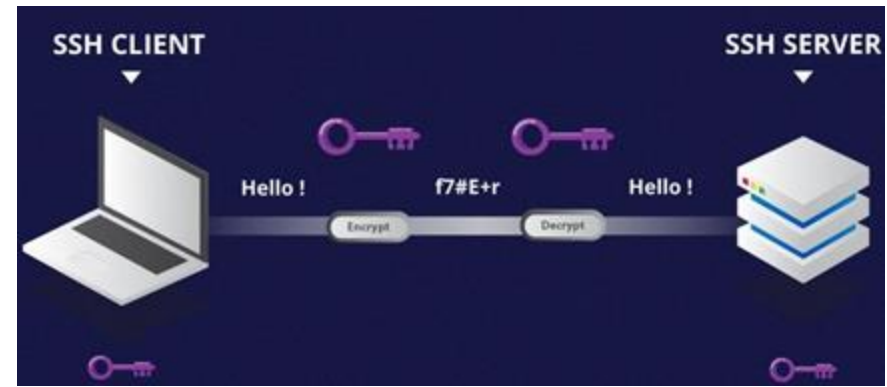 SSH CLIENT
SSH SERVER
Hello !
f7#E+r
Hello !
Encrypt
Decrypt